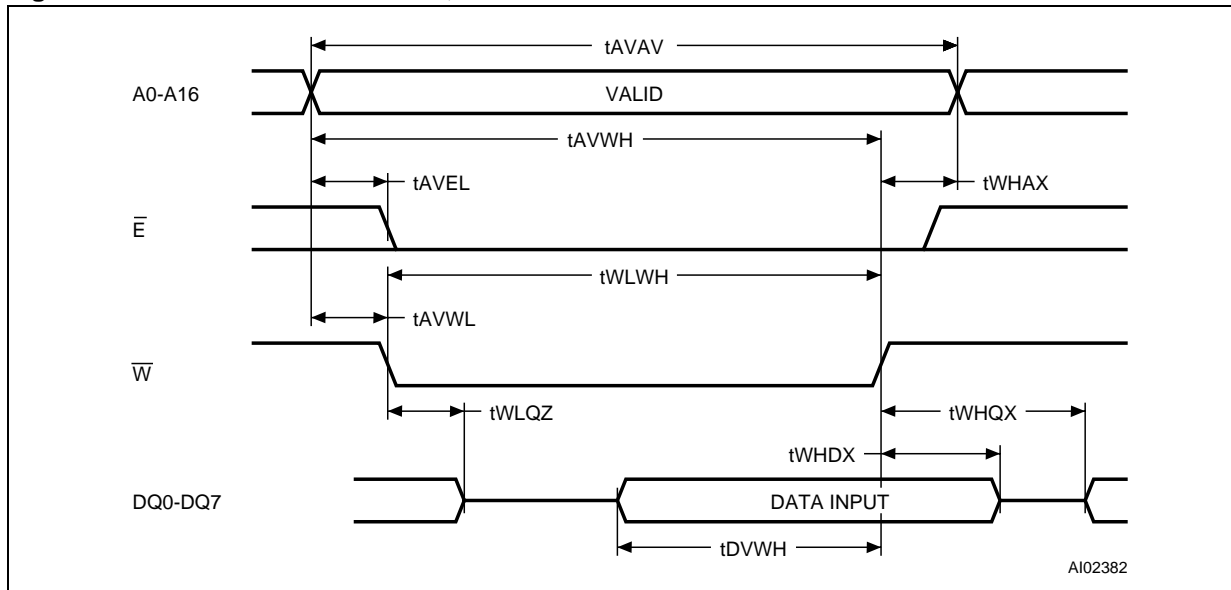 tAVAV
A0-A16
VALID
tAVWH
tAVEL
tWHAX
E̅
tWLWH
tAVWL
W̅
tWLQZ
tWHQX
tWHDX
DQ0-DQ7
DATA INPUT
tDVWH
AI02382